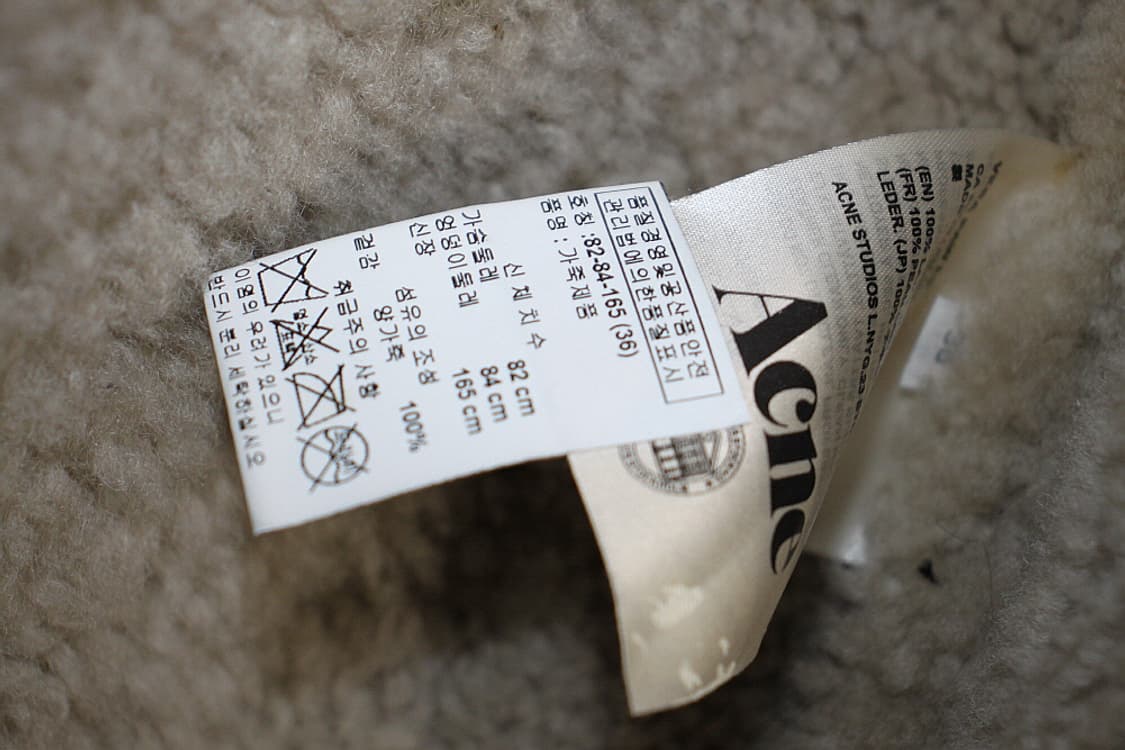 품질경영및공산품안전
관리법에의한품질표시
호칭 :82-84-165 (36)
품명 : 가죽제품
신 체 치 수
가슴둘레 82 cm
엉덩이둘레 84 cm
신장 165 cm
섬유의 조성
겉감 양가죽 100%
취급주의 사항
이염의 우려가 있으니
반드시 분리 세탁하십시오
Acne
ACNE STUDIOS
LEDER. (JP) 100%
(FR) 100%
(EN) 100%